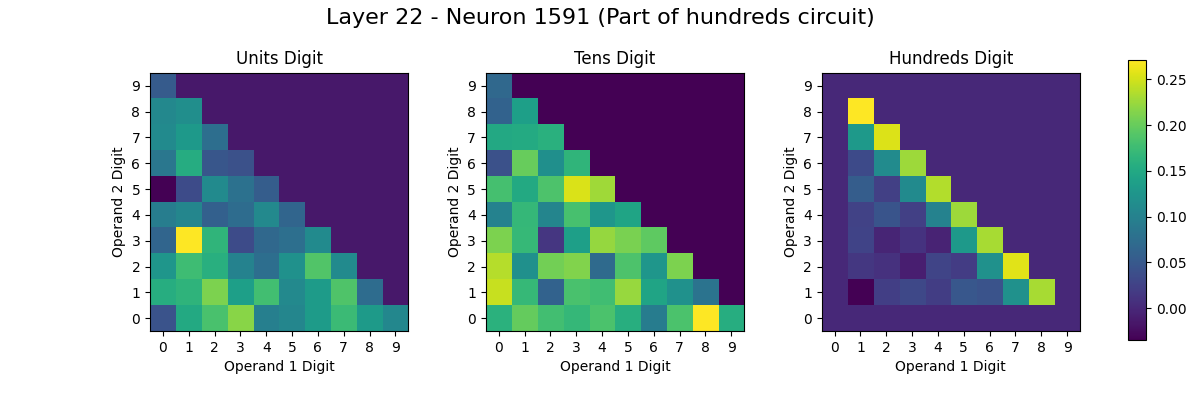 Layer 22 - Neuron 1591 (Part of hundreds circuit)
Units Digit
Operand 2 Digit
9
8
7
6
5
4
3
2
1
0
0 1 2 3 4 5 6 7 8 9
Operand 1 Digit
Tens Digit
Operand 2 Digit
9
8
7
6
5
4
3
2
1
0
0 1 2 3 4 5 6 7 8 9
Operand 1 Digit
Hundreds Digit
Operand 2 Digit
9
8
7
6
5
4
3
2
1
0
0 1 2 3 4 5 6 7 8 9
Operand 1 Digit
0.25
0.20
0.15
0.10
0.05
0.00